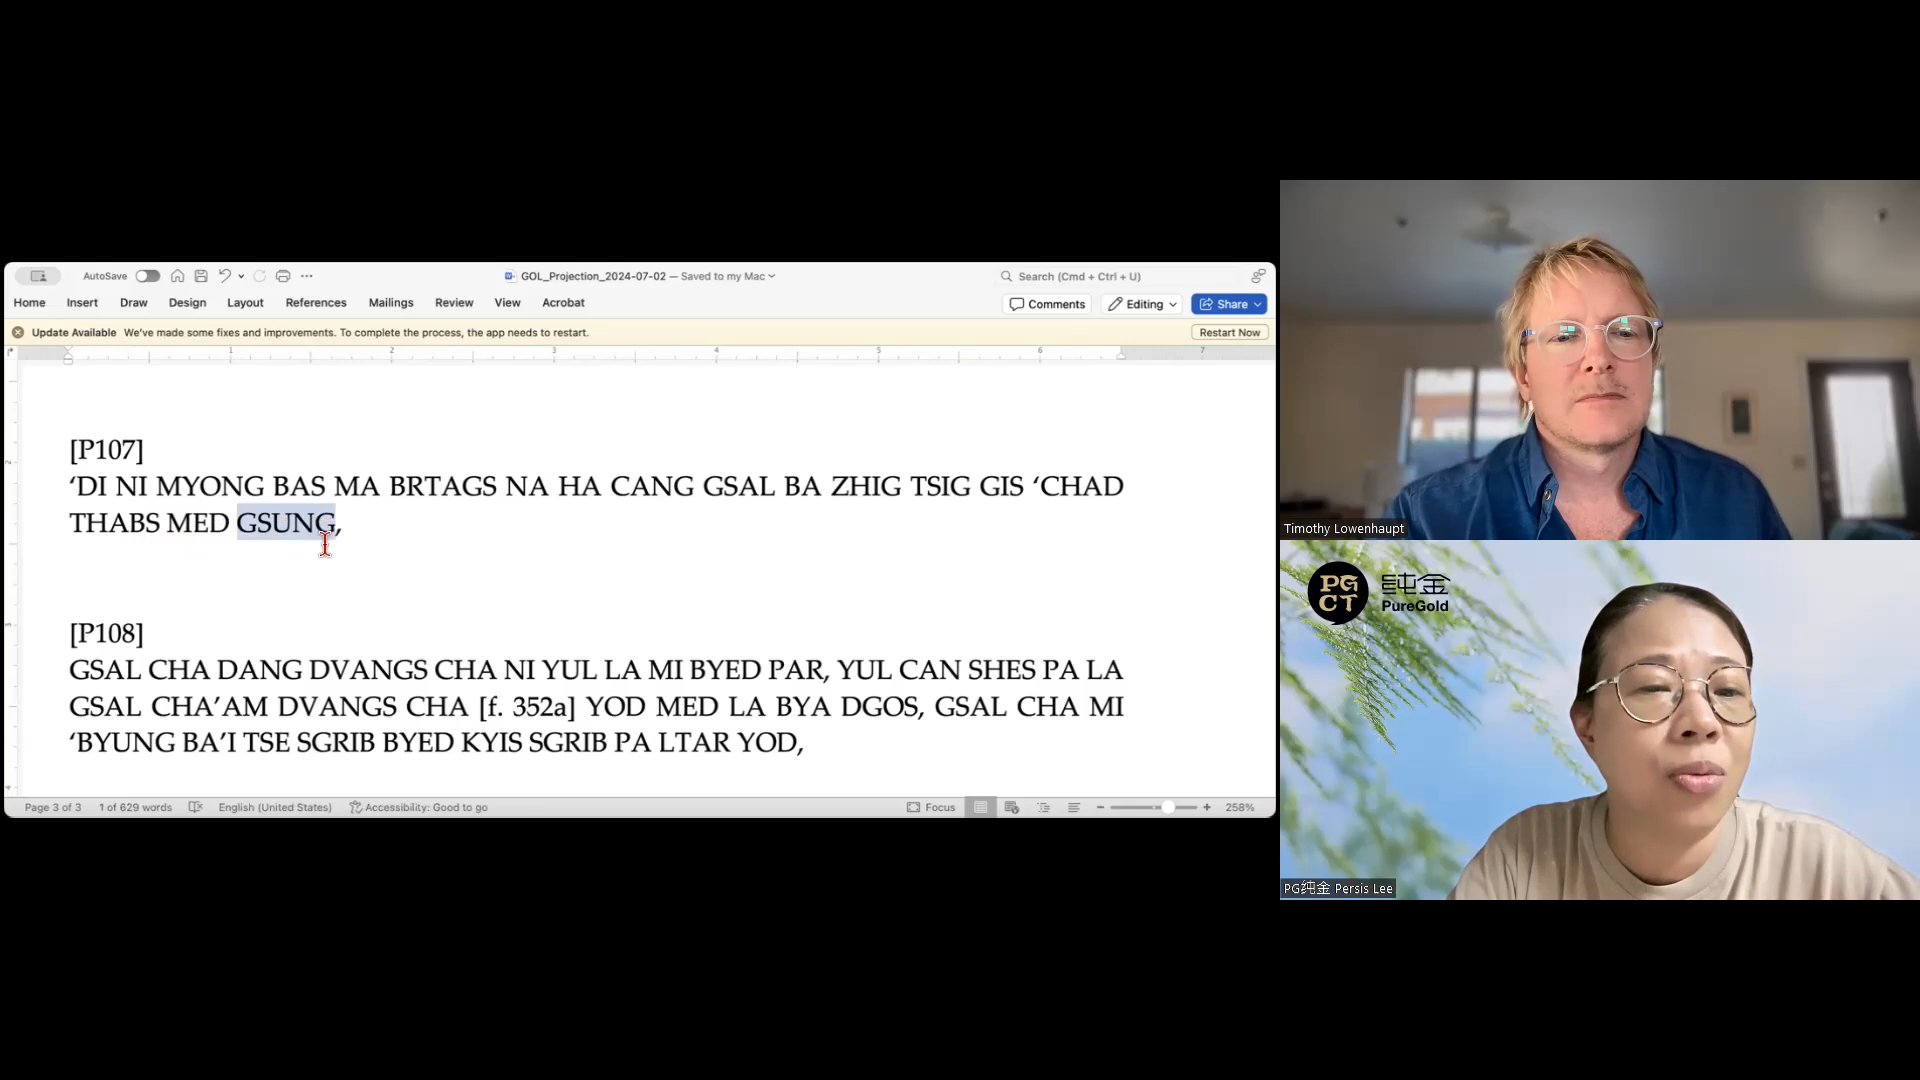 AutoSave
GOL_Projection_2024-07-02 — Saved to my Mac
Search (Cmd + Ctrl + U)
Home Insert Draw Design Layout References Mailings Review View Acrobat
Comments Editing Share
Update Available We've made some fixes and improvements. To complete the process, the app needs to restart.
Restart Now
1 2 3 4 5 6 7
[P107]
‘DI NI MYONG BAS MA BRTAGS NA HA CANG GSAL BA ZHIG TSIG GIS ‘CHAD
THABS MED GSUNG,
[P108]
GSAL CHA DANG DVANGS CHA NI YUL LA MI BYED PAR, YUL CAN SHES PA LA
GSAL CHA’AM DVANGS CHA [f. 352a] YOD MED LA BYA DGOS, GSAL CHA MI
‘BYUNG BA’I TSE SGRIB BYED KYIS SGRIB PA LTAR YOD,
Page 3 of 3 1 of 629 words English (United States) Accessibility: Good to go
Focus
258%
Timothy Lowenhaupt
PG
CT
纯金
PureGold
PG纯金 Persis Lee